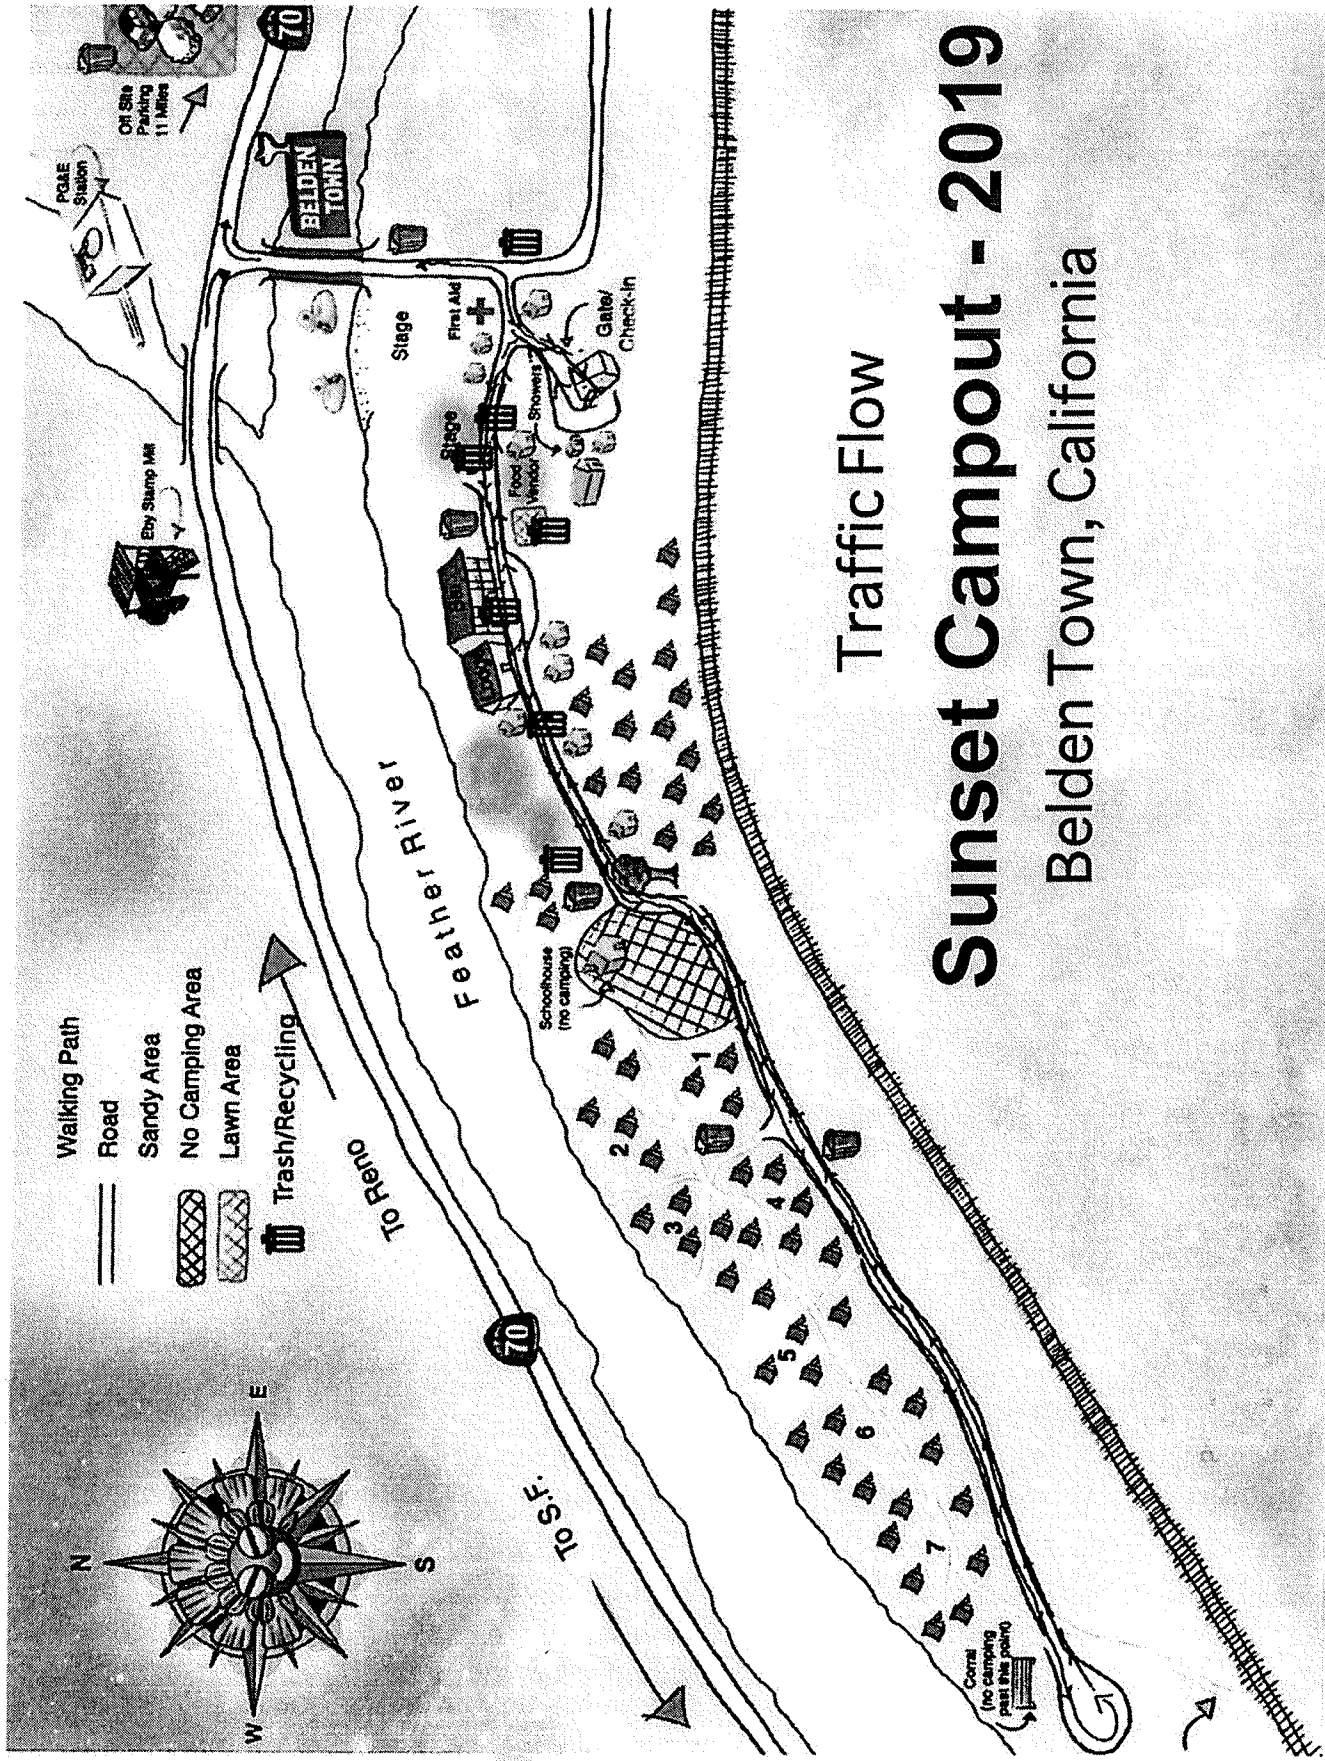 Traffic Flow
Sunset Campout - 2019
Belden Town, California
Walking Path
Road
Sandy Area
No Camping Area
Lawn Area
Trash/Recycling
N
E
S
W
To Reno
To S.F.
70
70
Feather River
Eby Stamp Mill
PG&E
Station
Off Site
Parking
11 Miles
BELDEN
TOWN
Stage
First Aid
Gate/
Check-in
Showers
Stage
Food
Vendor
Schoolhouse
(no camping)
1
2
3
4
5
6
7
Corral
(no camping
past this point)